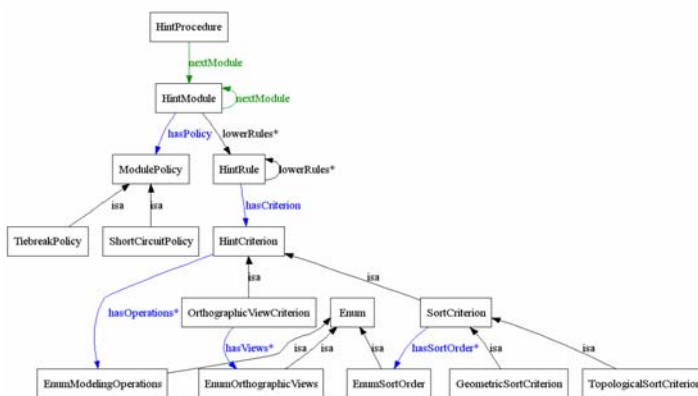 HintProcedure
nextModule
HintModule
nextModule
hasPolicy
lowerRules*
ModulePolicy
HintRule
lowerRules*
isa
isa
hasCriterion
TiebreakPolicy
ShortCircuitPolicy
HintCriterion
isa
isa
hasOperations*
OrthographicViewCriterion
Enum
SortCriterion
hasViews*
isa
isa
isa
hasSortOrder*
isa
isa
EnumModelingOperations
EnumOrthographicViews
EnumSortOrder
GeometricSortCriterion
TopologicalSortCriterion